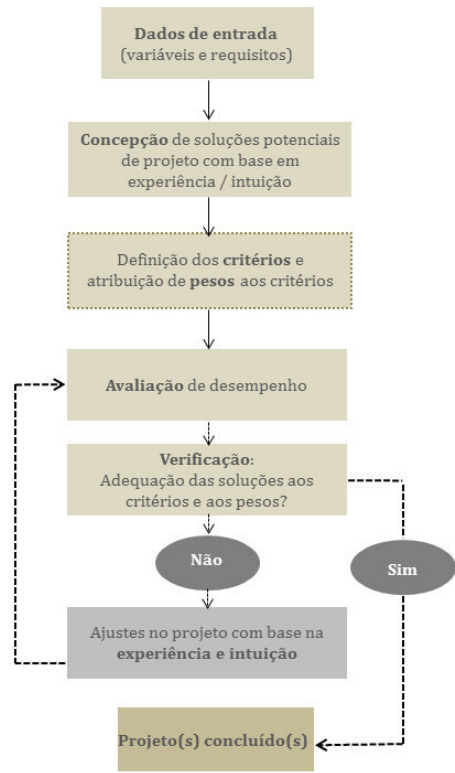 Dados de entrada
(variáveis e requisitos)
Concepção de soluções potenciais
de projeto com base em
experiência / intuição
Definição dos critérios e
atribuição de pesos aos critérios
Avaliação de desempenho
Verificação:
Adequação das soluções aos
critérios e aos pesos?
Não
Sim
Ajustes no projeto com base na
experiência e intuição
Projeto(s) concluído(s)